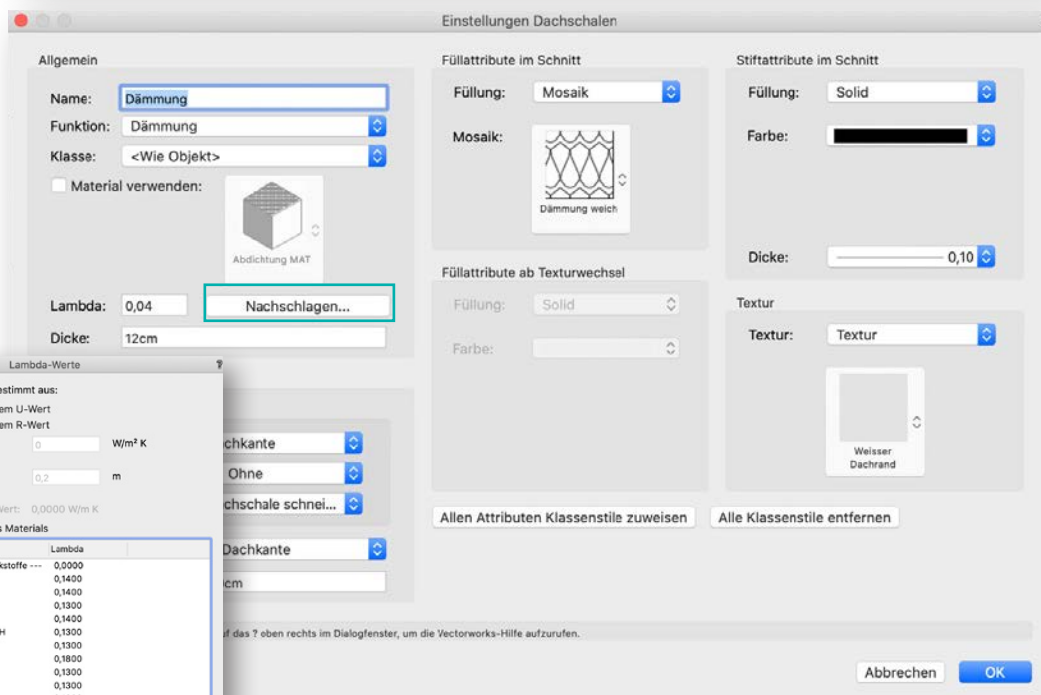 Einstellungen Dachschalen
Allgemein
Name: Dämmung
Funktion: Dämmung
Klasse: <Wie Objekt>
Material verwenden:
Abdichtung MAT
Lambda: 0,04 Nachschlagen...
Dicke: 12cm
Füllattribute im Schnitt
Füllung: Mosaik
Mosaik:
Dämmung weich
Füllattribute ab Texturwechsel
Füllung: Solid
Farbe:
Stiftattribute im Schnitt
Füllung: Solid
Farbe:
Dicke: 0,10
Textur
Textur: Textur
Weisser
Dachrand
Allen Attributen Klassenstile zuweisen
Alle Klassenstile entfernen
Lambda-Werte ?
estimmt aus:
em U-Wert
em R-Wert
0 W/m² K
0,2 m
Wert: 0,0000 W/m K
s Materials
Lambda
kstoffe --- 0,0000
0,1400
0,1400
0,1300
0,1400
H 0,1300
0,1300
0,1800
0,1300
0,1300
chkante
Ohne
chschale schnei...
Dachkante
cm
uf das ? oben rechts im Dialogfenster, um die Vectorworks-Hilfe aufzurufen.
Abbrechen
OK